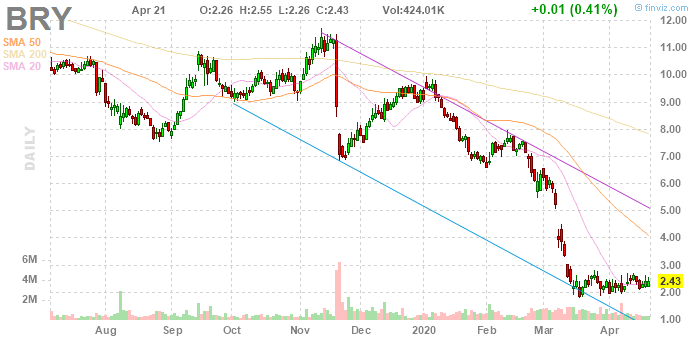 BRY
Apr 21 O:2.26 H:2.55 L:2.26 C:2.43 Vol:424.01K +0.01 (0.41%)
© finviz.com
SMA 50
SMA 200
SMA 20
DAILY
12.00
11.00
10.00
9.00
8.00
7.00
6.00
5.00
4.00
3.00
2.43
2.00
1.00
6M
4M
2M
Aug Sep Oct Nov Dec 2020 Feb Mar Apr